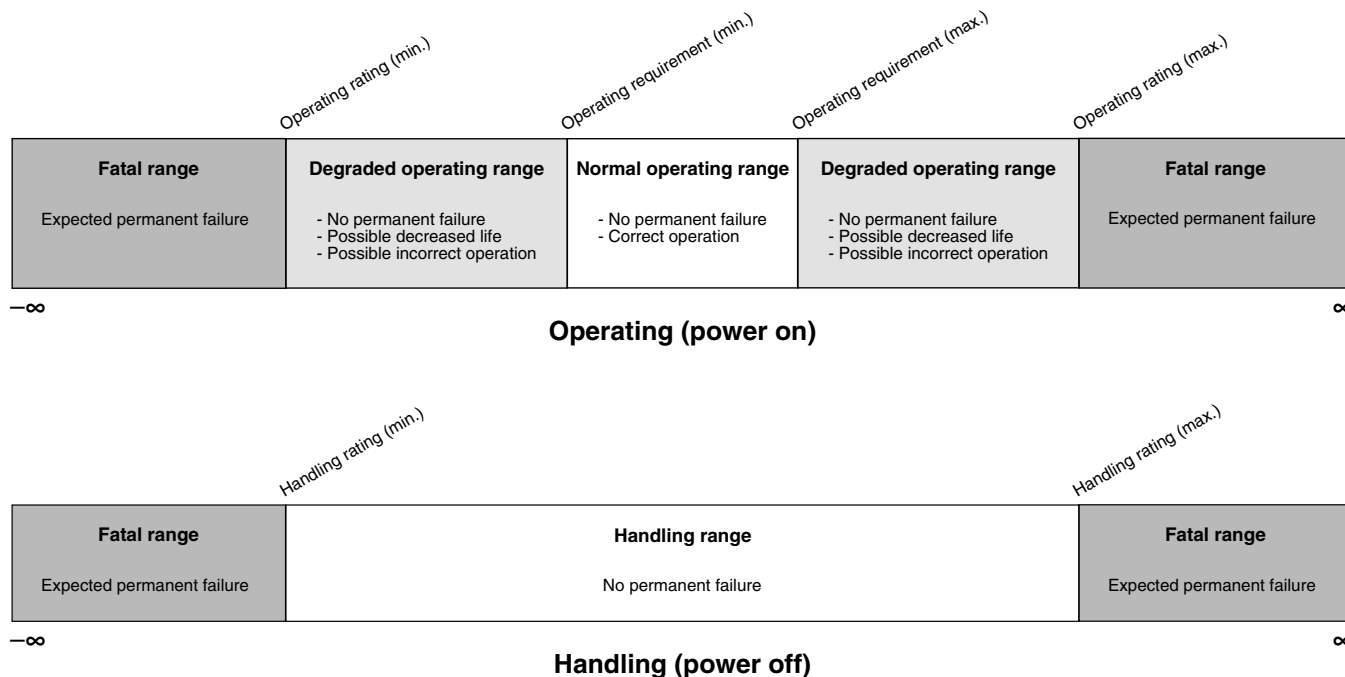 Operating rating (min.)
Operating requirement (min.)
Operating requirement (max.)
Operating rating (max.)
Fatal range
Degraded operating range
Normal operating range
Degraded operating range
Fatal range
Expected permanent failure
- No permanent failure
- Possible decreased life
- Possible incorrect operation
- No permanent failure
- Correct operation
- No permanent failure
- Possible decreased life
- Possible incorrect operation
Expected permanent failure
–∞
∞
Operating (power on)
Handling rating (min.)
Handling rating (max.)
Fatal range
Handling range
Fatal range
Expected permanent failure
No permanent failure
Expected permanent failure
–∞
∞
Handling (power off)